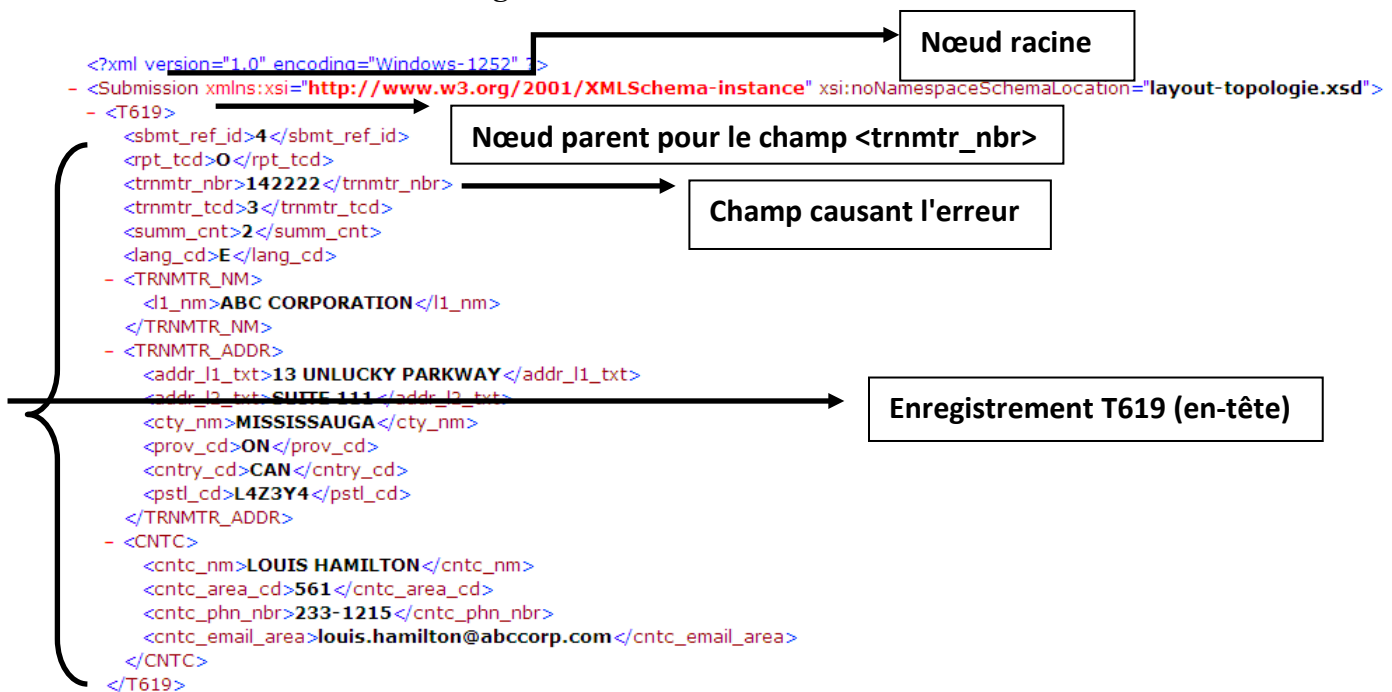 Nœud racine
<?xml version="1.0" encoding="Windows-1252" ?>
- <Submission xmlns:xsi="http://www.w3.org/2001/XMLSchema-instance" xsi:noNamespaceSchemaLocation="layout-topologie.xsd">
- <T619>
<sbmt_ref_id>4</sbmt_ref_id>
Nœud parent pour le champ <trnmtr_nbr>
<rpt_tcd>O</rpt_tcd>
<trnmtr_nbr>142222</trnmtr_nbr>
<trnmtr_tcd>3</trnmtr_tcd>
Champ causant l'erreur
<summ_cnt>2</summ_cnt>
<lang_cd>E</lang_cd>
- <TRNMTR_NM>
<l1_nm>ABC CORPORATION</l1_nm>
</TRNMTR_NM>
- <TRNMTR_ADDR>
<addr_l1_txt>13 UNLUCKY PARKWAY</addr_l1_txt>
<addr_l2_txt>SUITE 111</addr_l2_txt>
Enregistrement T619 (en-tête)
<cty_nm>MISSISSAUGA</cty_nm>
<prov_cd>ON</prov_cd>
<cntry_cd>CAN</cntry_cd>
<pstl_cd>L4Z3Y4</pstl_cd>
</TRNMTR_ADDR>
- <CNTC>
<cntc_nm>LOUIS HAMILTON</cntc_nm>
<cntc_area_cd>561</cntc_area_cd>
<cntc_phn_nbr>233-1215</cntc_phn_nbr>
<cntc_email_area>louis.hamilton@abccorp.com</cntc_email_area>
</CNTC>
</T619>